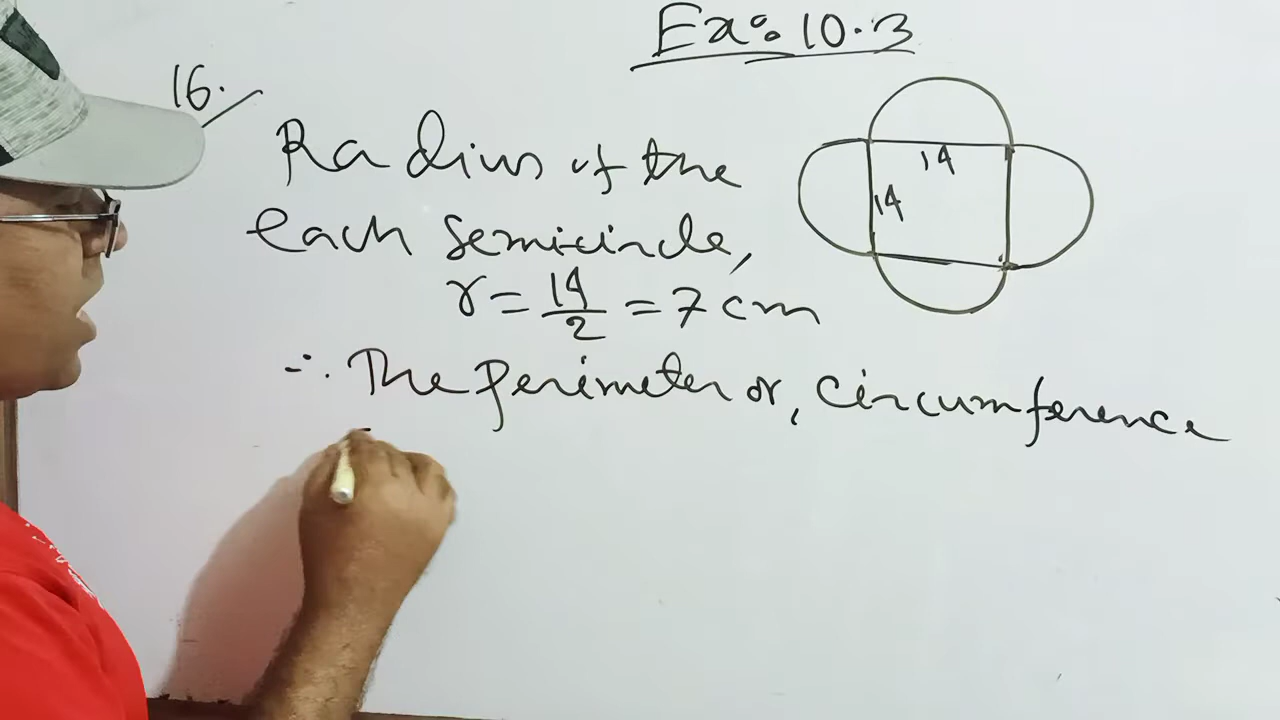 Ex: 10.3
16.
Radius of the
each semicircle,
r = 14/2 = 7 cm
∴ The perimeter or, circumference
14
14